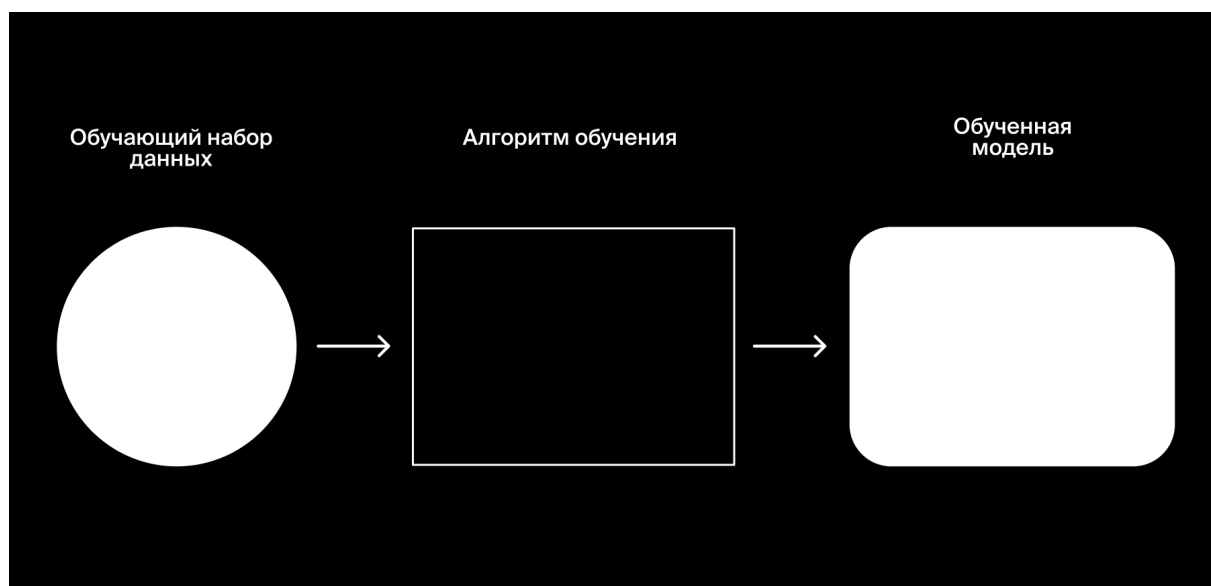 Обучающий набор
данных
Алгоритм обучения
Обученная
модель